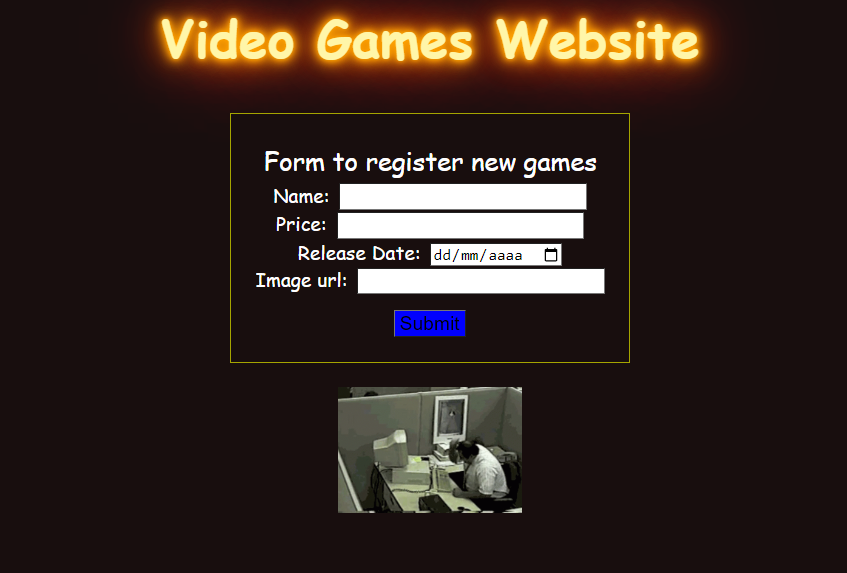 Video Games Website
Form to register new games
Name:
Price:
Release Date: dd/mm/aaaa
Image url:
Submit